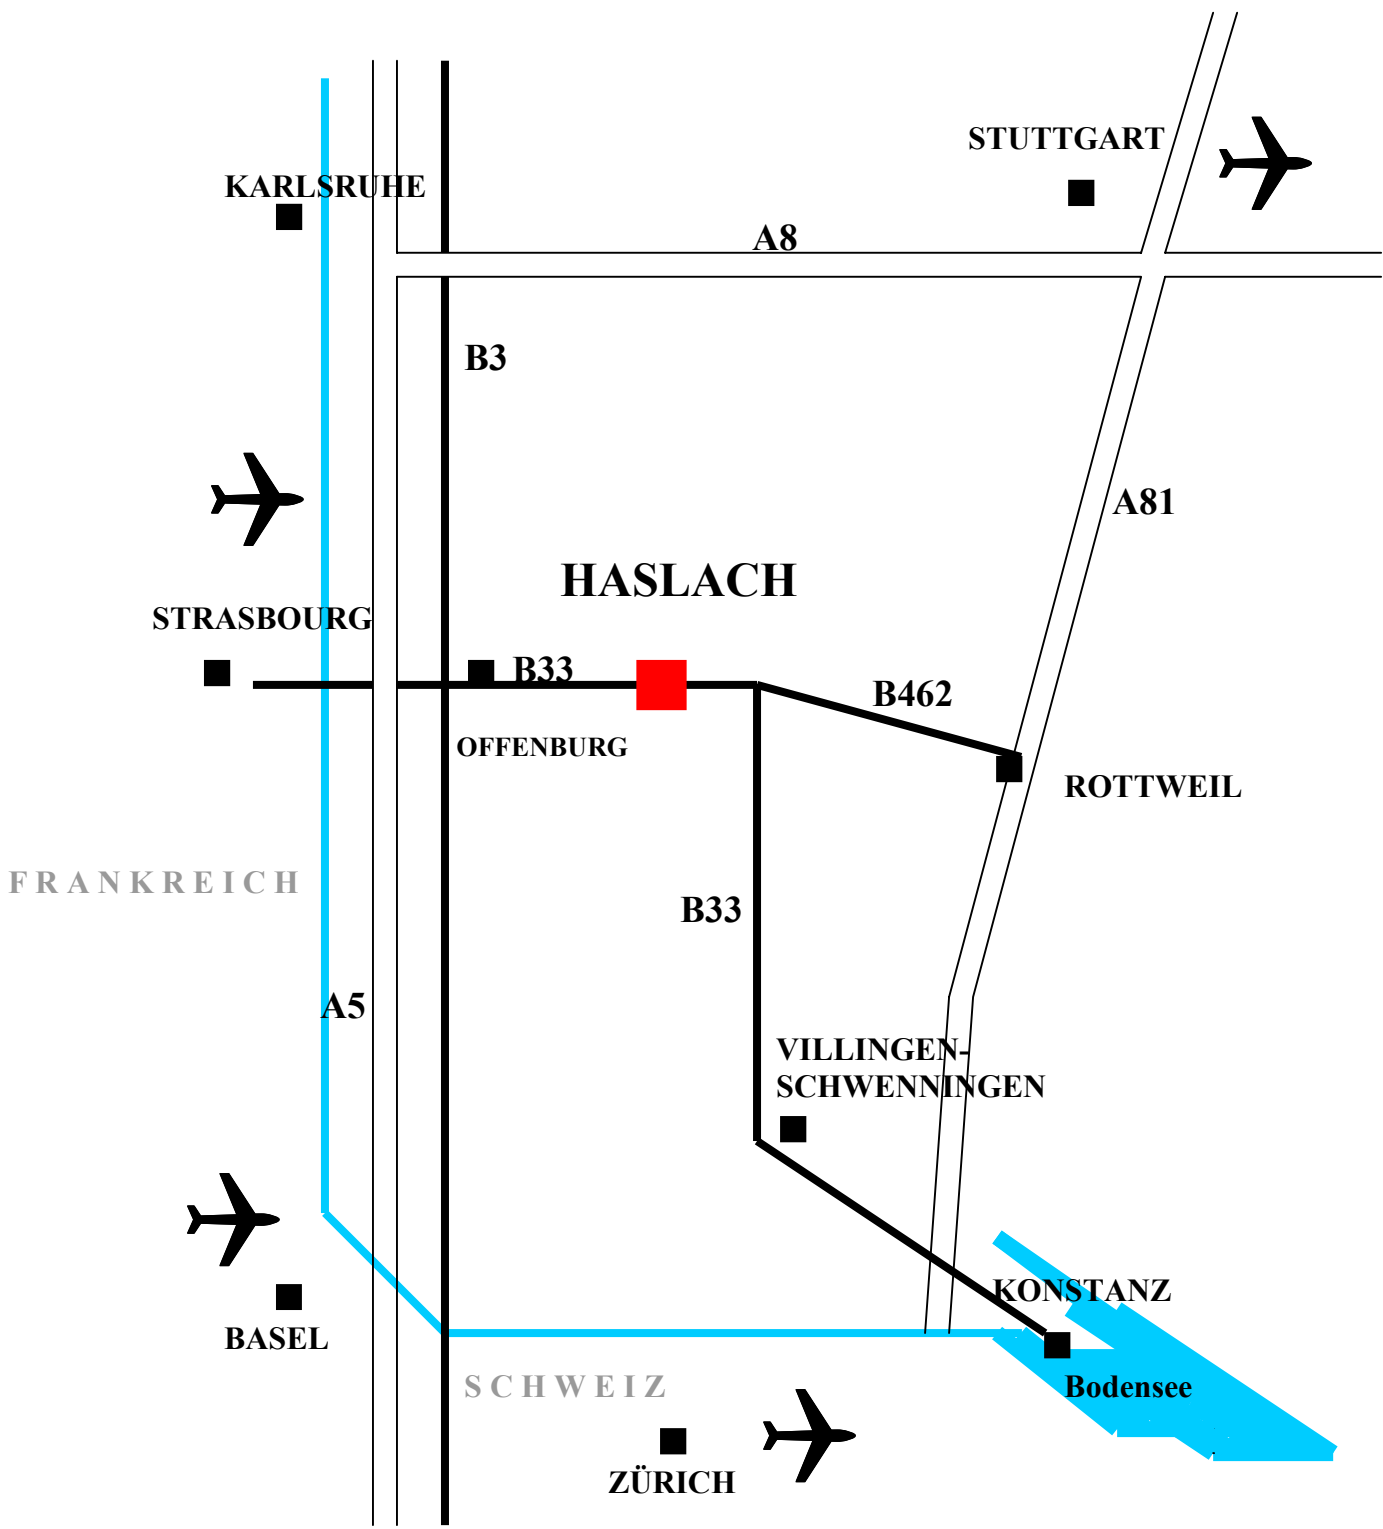 STUTTGART
KARLSRUHE
A8
B3
A81
HASLACH
STRASBOURG
B33
B462
OFFENBURG
ROTTWEIL
FRANKREICH
B33
A5
VILLINGEN-
SCHWENNINGEN
KONSTANZ
BASEL
SCHWEIZ
Bodensee
ZÜRICH